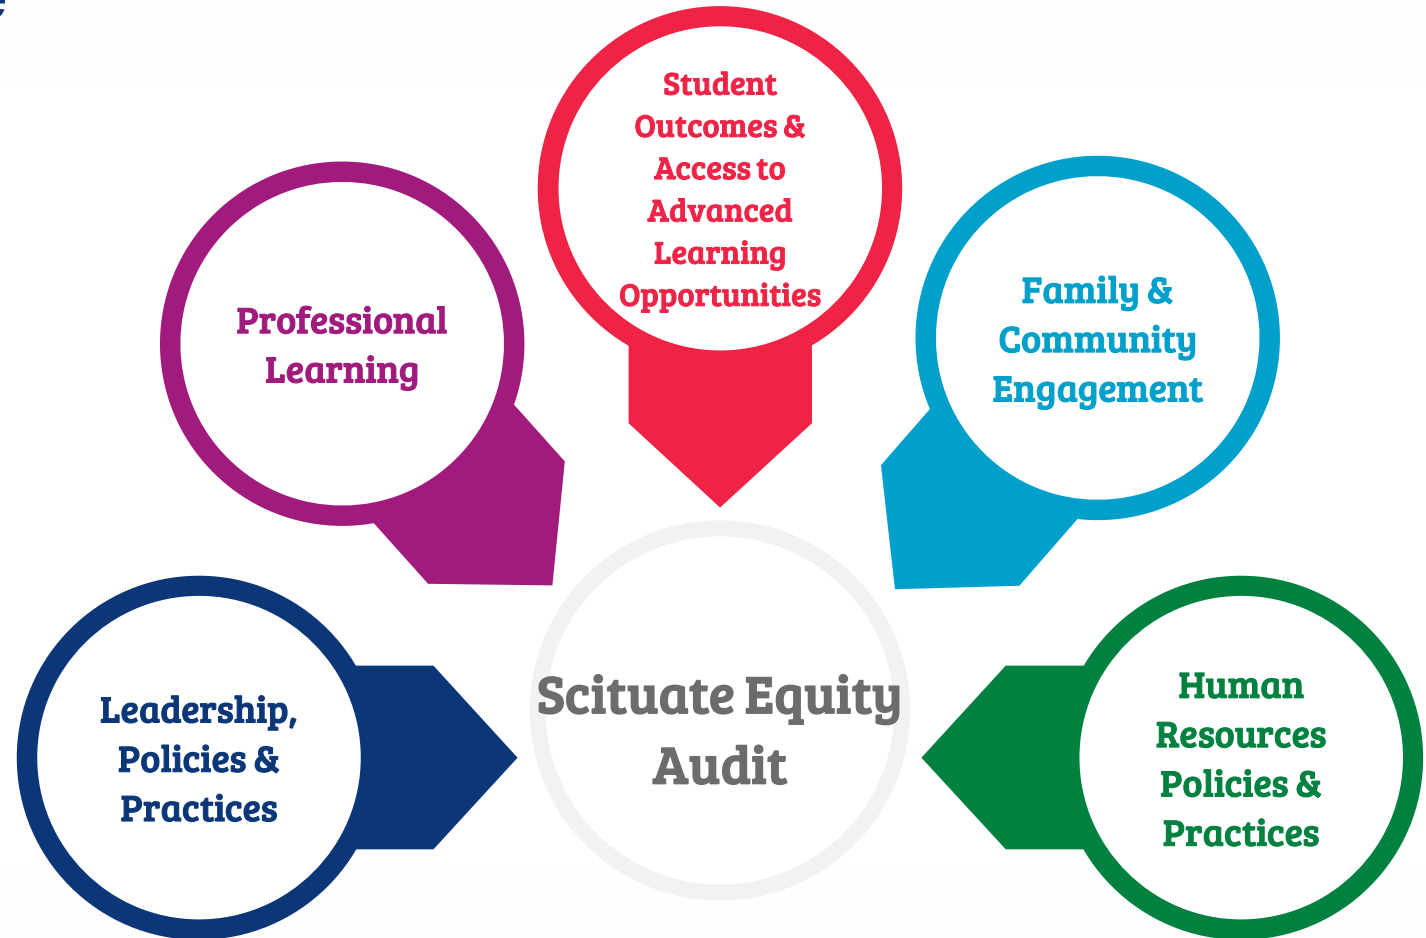 Student
Outcomes &
Access to
Advanced
Learning
Opportunities
Professional
Learning
Family &
Community
Engagement
Leadership,
Policies &
Practices
Scituate Equity
Audit
Human
Resources
Policies &
Practices